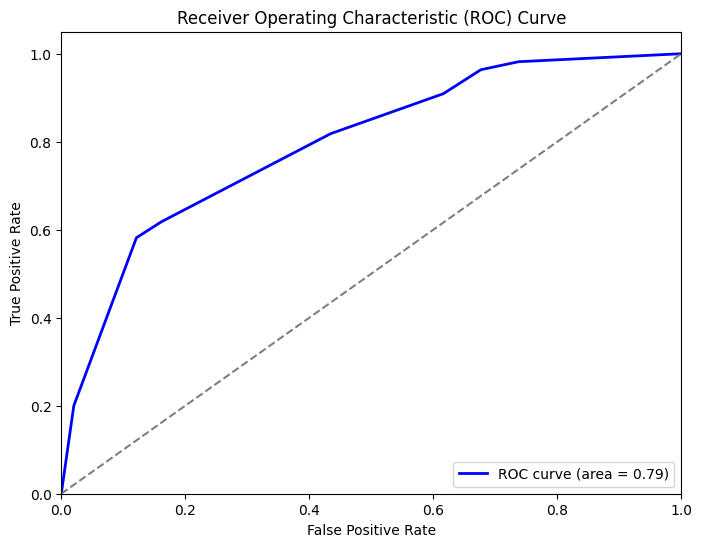 Receiver Operating Characteristic (ROC) Curve
True Positive Rate
1.0
0.8
0.6
0.4
0.2
0.0
0.0 0.2 0.4 0.6 0.8 1.0
False Positive Rate
ROC curve (area = 0.79)